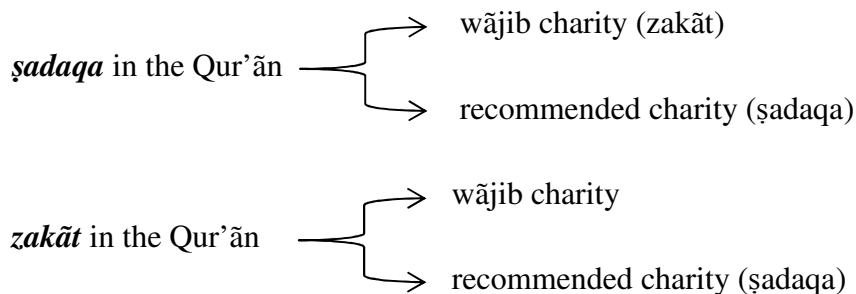 wãjib charity (zakãt)
ṣadaqa in the Qur’ãn
recommended charity (ṣadaqa)
wãjib charity
zakãt in the Qur’ãn
recommended charity (ṣadaqa)